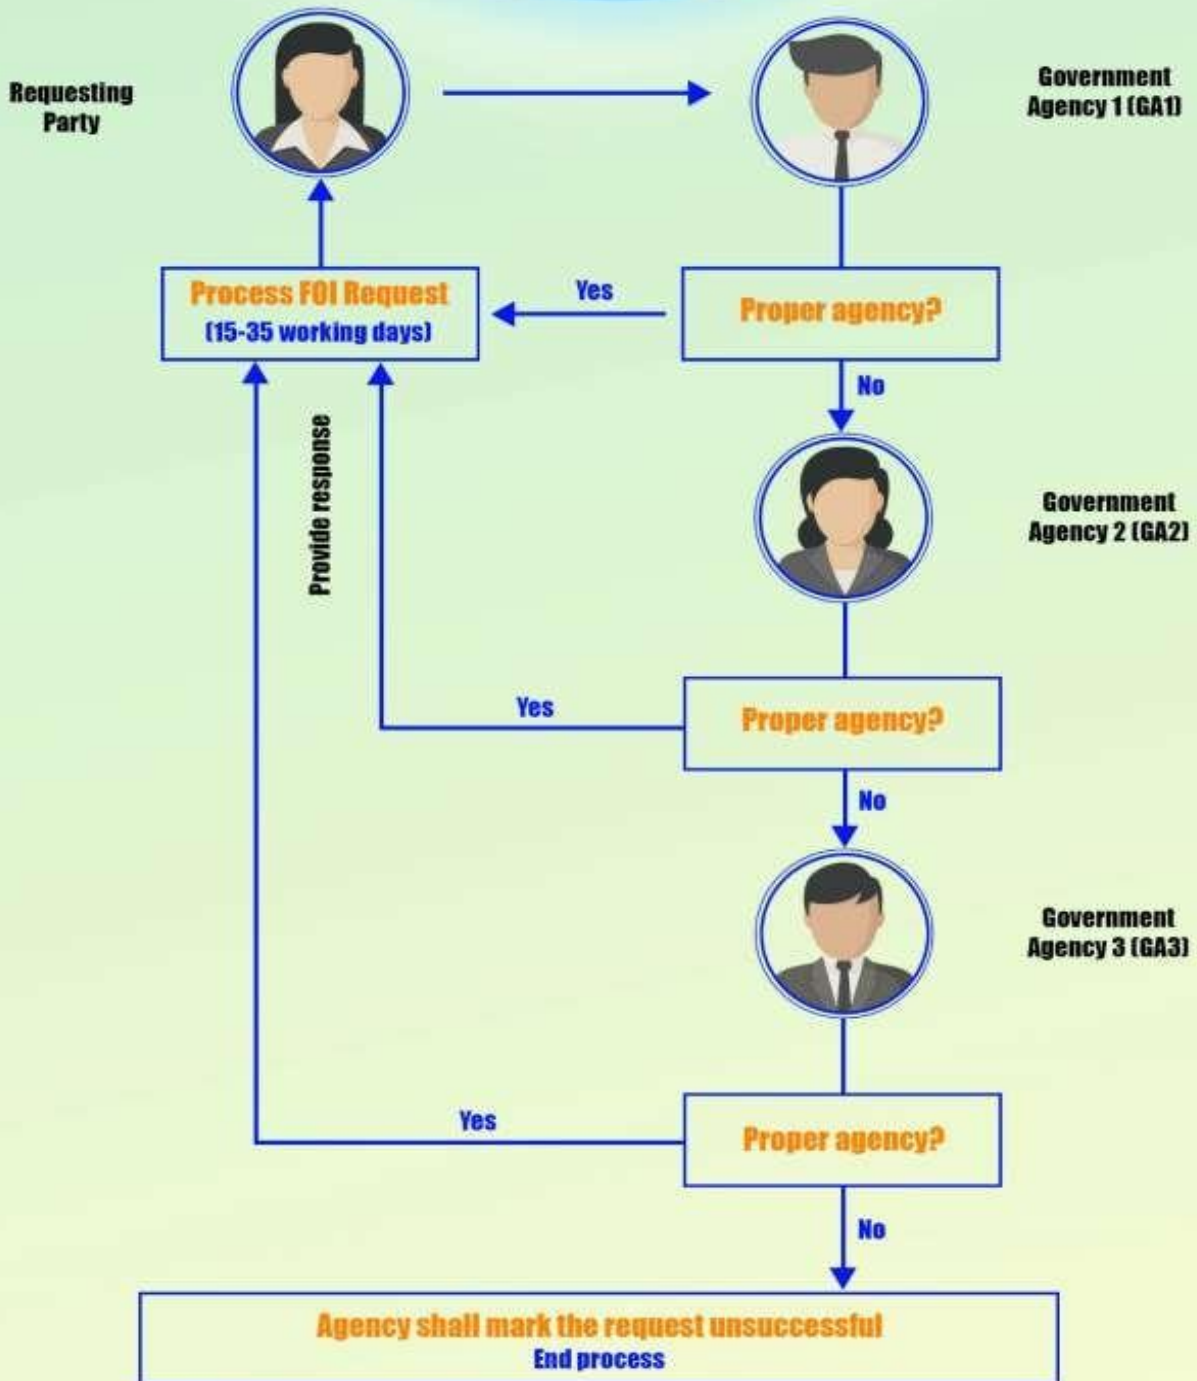 Requesting
Party
Government
Agency 1 (GA1)
Process FOI Request
(15-35 working days)
Yes
Proper agency?
No
Provide response
Government
Agency 2 (GA2)
Yes
Proper agency?
No
Government
Agency 3 (GA3)
Yes
Proper agency?
No
Agency shall mark the request unsuccessful
End process